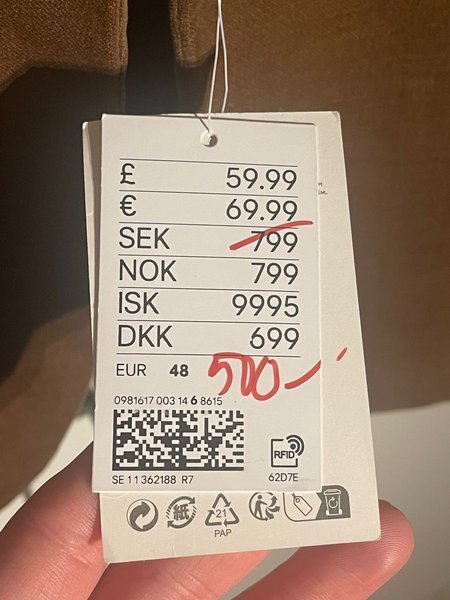 £ 59.99
€ 69.99
SEK 799
NOK 799
ISK 9995
DKK 699
EUR 48
500-
0981617 003 14 6 8615
RFID
SE 11362188 R7 62D7E
紙
21
PAP